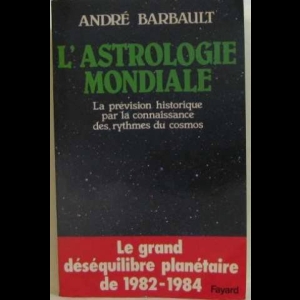 ANDRÉ BARBAULT
L'ASTROLOGIE
MONDIALE
La prévision historique
par la connaissance
des rythmes du cosmos
Le grand
déséquilibre planétaire
de 1982-1984
Fayard